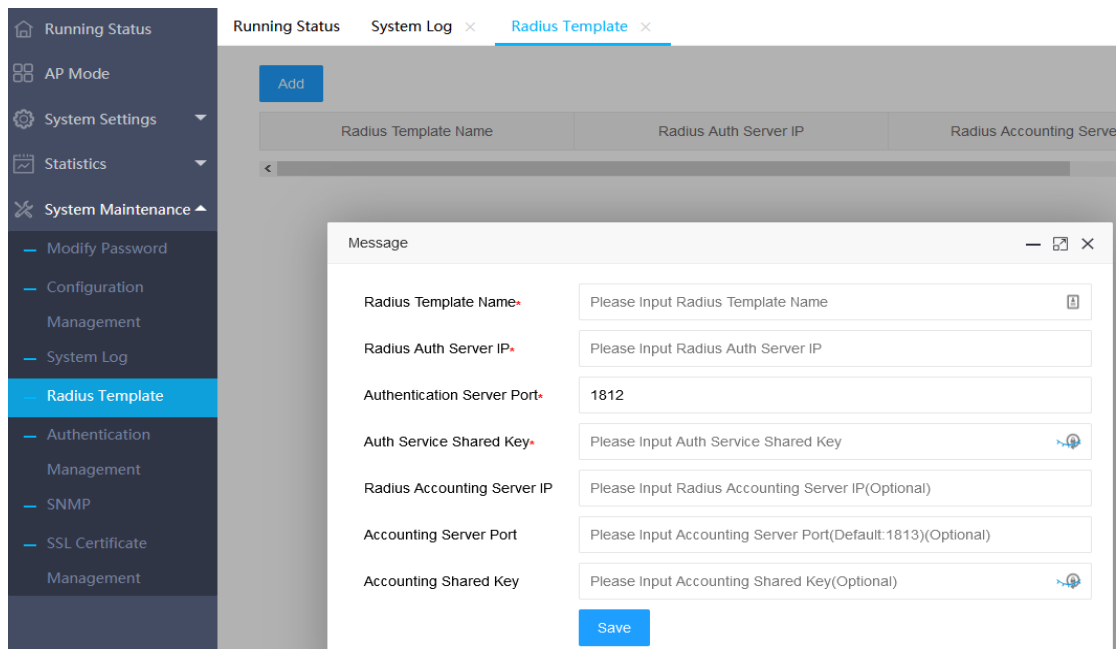 Running Status
AP Mode
System Settings
Statistics
System Maintenance
Modify Password
Configuration
Management
System Log
Radius Template
Authentication
Management
SNMP
SSL Certificate
Management
Running Status System Log Radius Template
Add
Radius Template Name Radius Auth Server IP Radius Accounting Serve
Message
Radius Template Name* Please Input Radius Template Name
Radius Auth Server IP* Please Input Radius Auth Server IP
Authentication Server Port* 1812
Auth Service Shared Key* Please Input Auth Service Shared Key
Radius Accounting Server IP Please Input Radius Accounting Server IP(Optional)
Accounting Server Port Please Input Accounting Server Port(Default:1813)(Optional)
Accounting Shared Key Please Input Accounting Shared Key(Optional)
Save